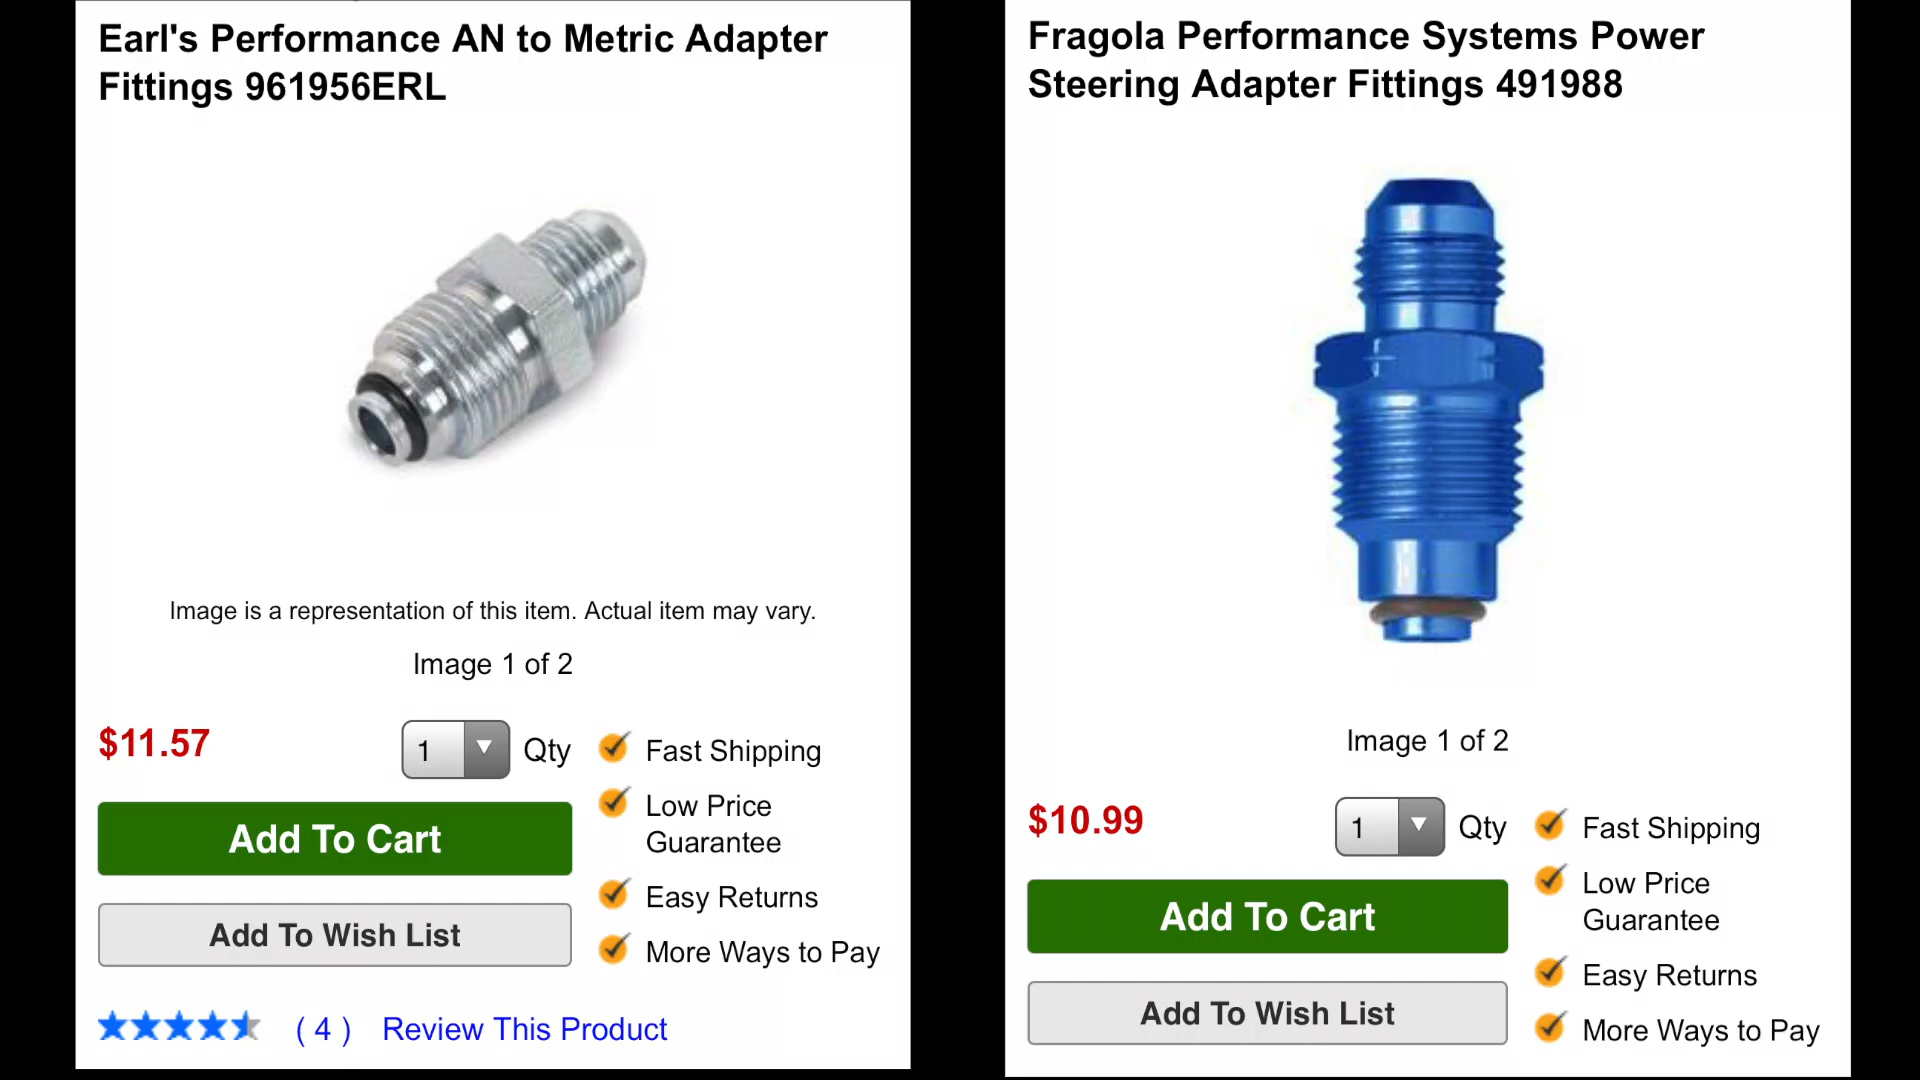 Earl's Performance AN to Metric Adapter
Fittings 961956ERL
Image is a representation of this item. Actual item may vary.
Image 1 of 2
$11.57
1
Qty
Fast Shipping
Low Price
Guarantee
Easy Returns
More Ways to Pay
Add To Cart
Add To Wish List
( 4 )
Review This Product
Fragola Performance Systems Power
Steering Adapter Fittings 491988
Image 1 of 2
$10.99
1
Qty
Fast Shipping
Low Price
Guarantee
Easy Returns
More Ways to Pay
Add To Cart
Add To Wish List